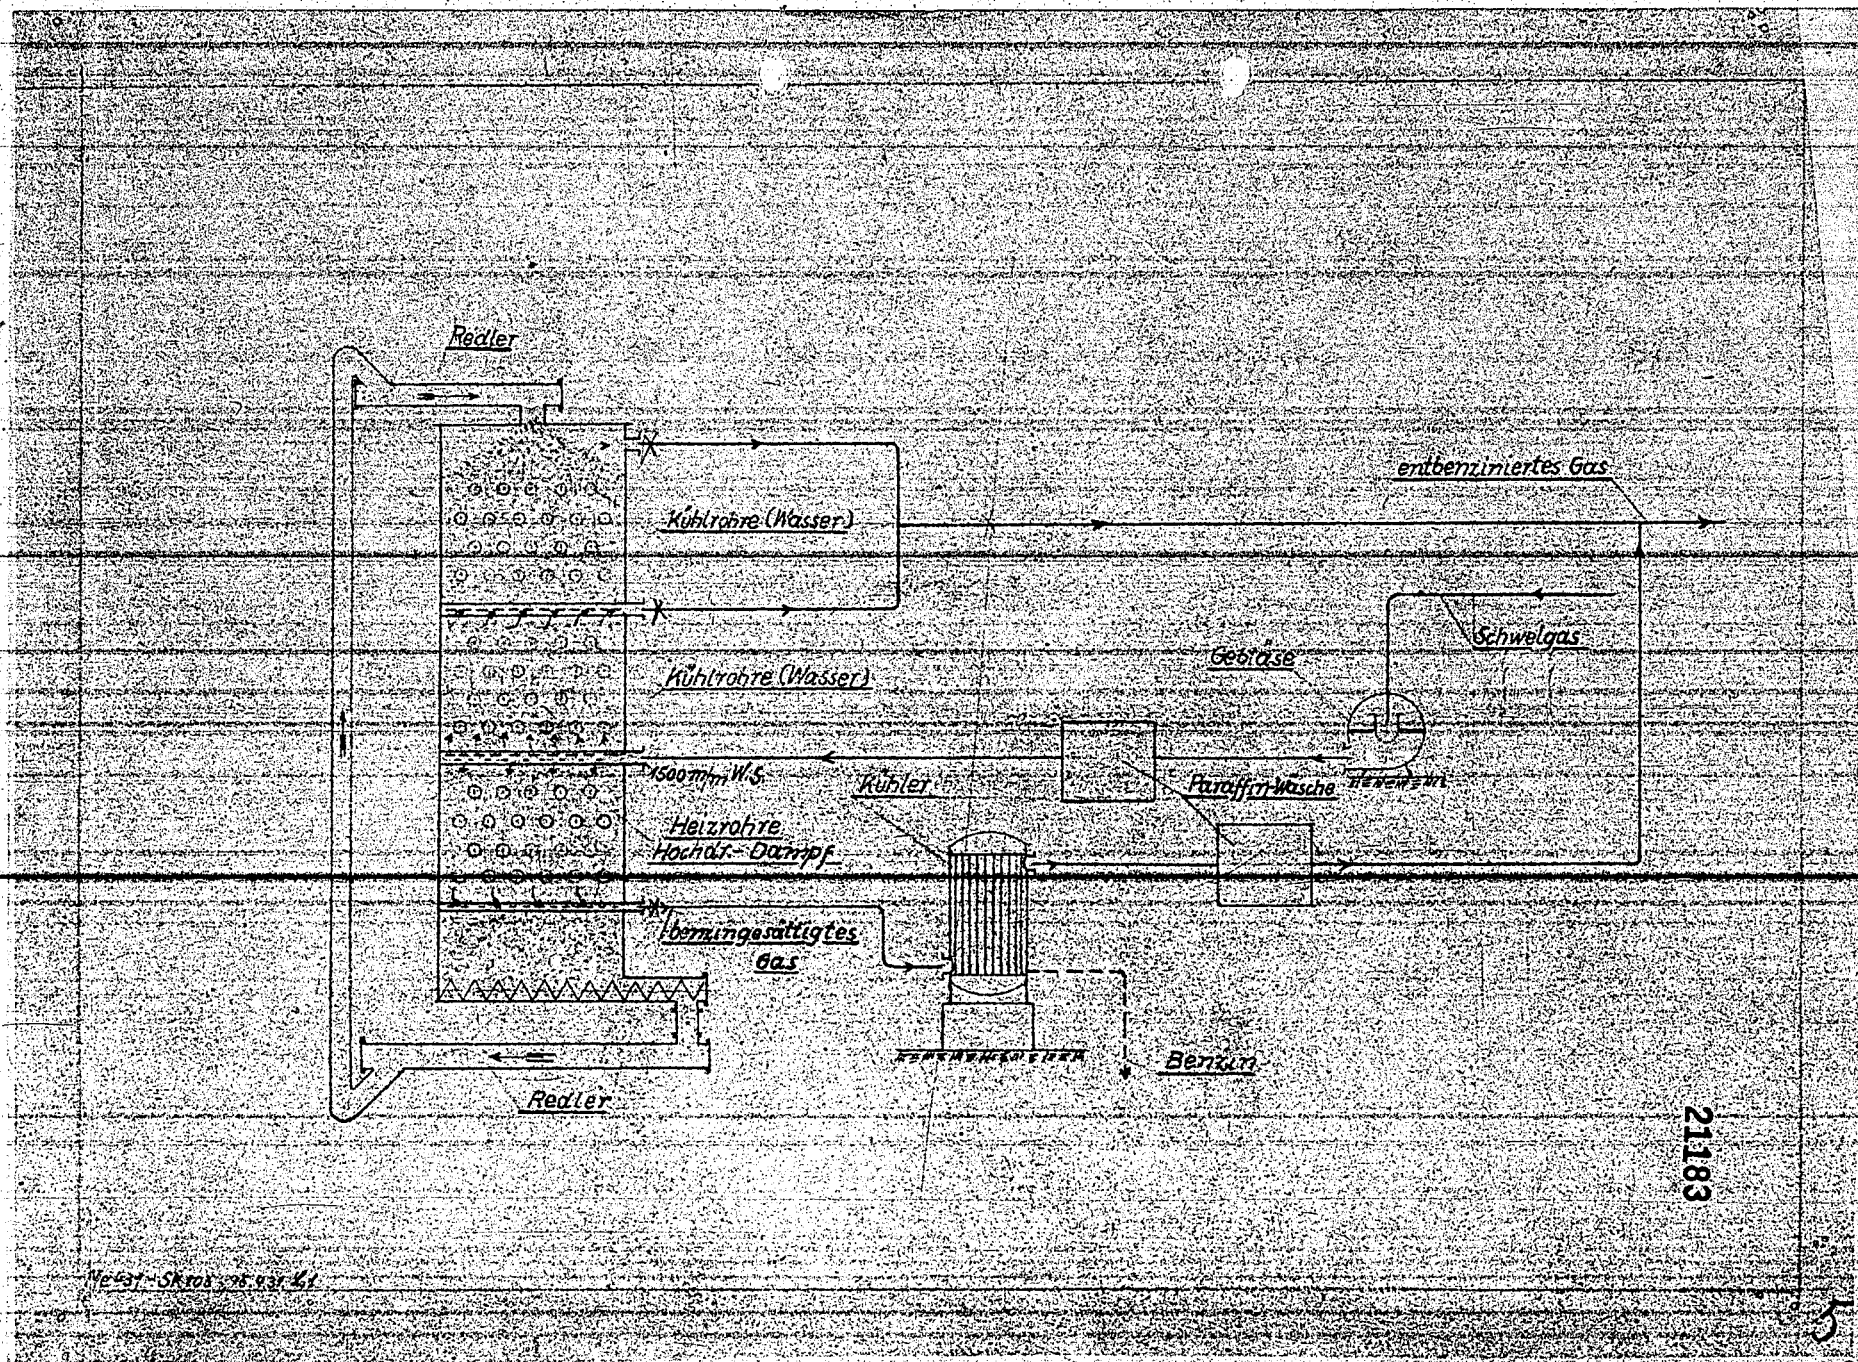 Redler
entbenziniertes Gas
Kühlrohre (Wasser)
Schwelgas
Gebläse
Kühlrohre (Wasser)
1500 m/m W.S.
Kühler
Paraffin-Wäsche
Heizrohre
Hochdr.-Dampf
benzingesättigtes
Gas
Benzin
Redler
21183
5